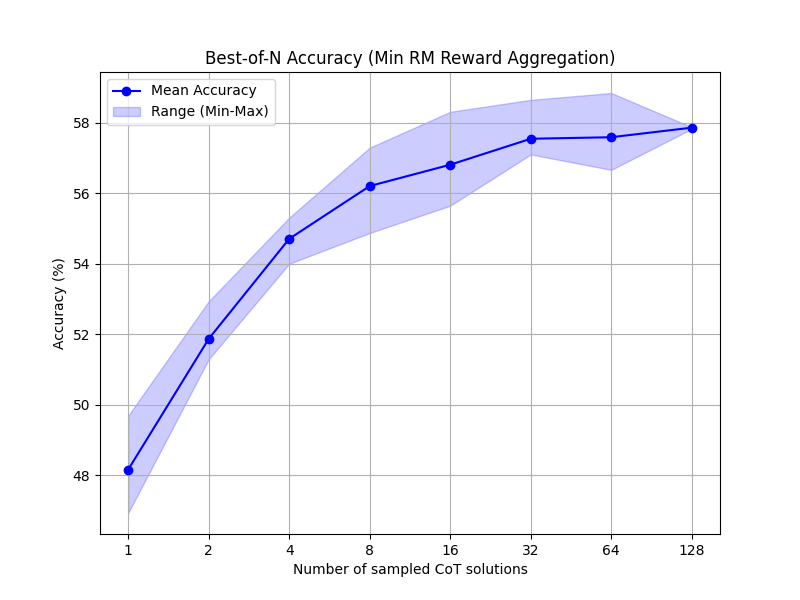 Best-of-N Accuracy (Min RM Reward Aggregation)
Mean Accuracy
Range (Min-Max)
Accuracy (%)
58
56
54
52
50
48
1 2 4 8 16 32 64 128
Number of sampled CoT solutions